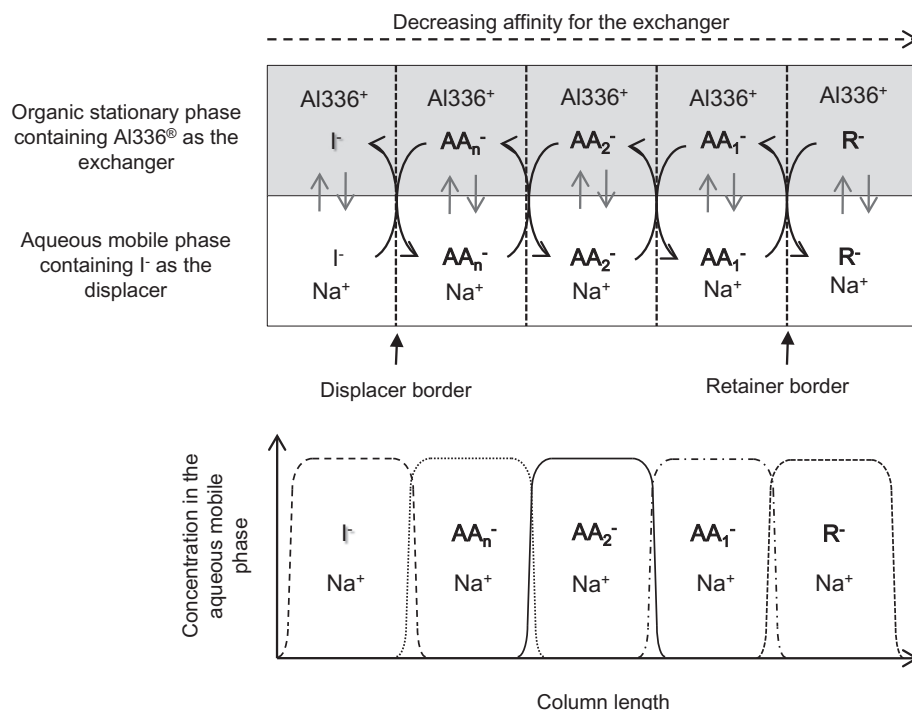 Decreasing affinity for the exchanger
Organic stationary phase
containing Al336® as the
exchanger
Al336⁺ Al336⁺ Al336⁺ Al336⁺ Al336⁺
I⁻ AAₙ⁻ AA₂⁻ AA₁⁻ R⁻
Aqueous mobile phase
containing I⁻ as the
displacer
I⁻ AAₙ⁻ AA₂⁻ AA₁⁻ R⁻
Na⁺ Na⁺ Na⁺ Na⁺ Na⁺
Displacer border
Retainer border
Concentration in the
aqueous mobile
phase
I⁻ AAₙ⁻ AA₂⁻ AA₁⁻ R⁻
Na⁺ Na⁺ Na⁺ Na⁺ Na⁺
Column length